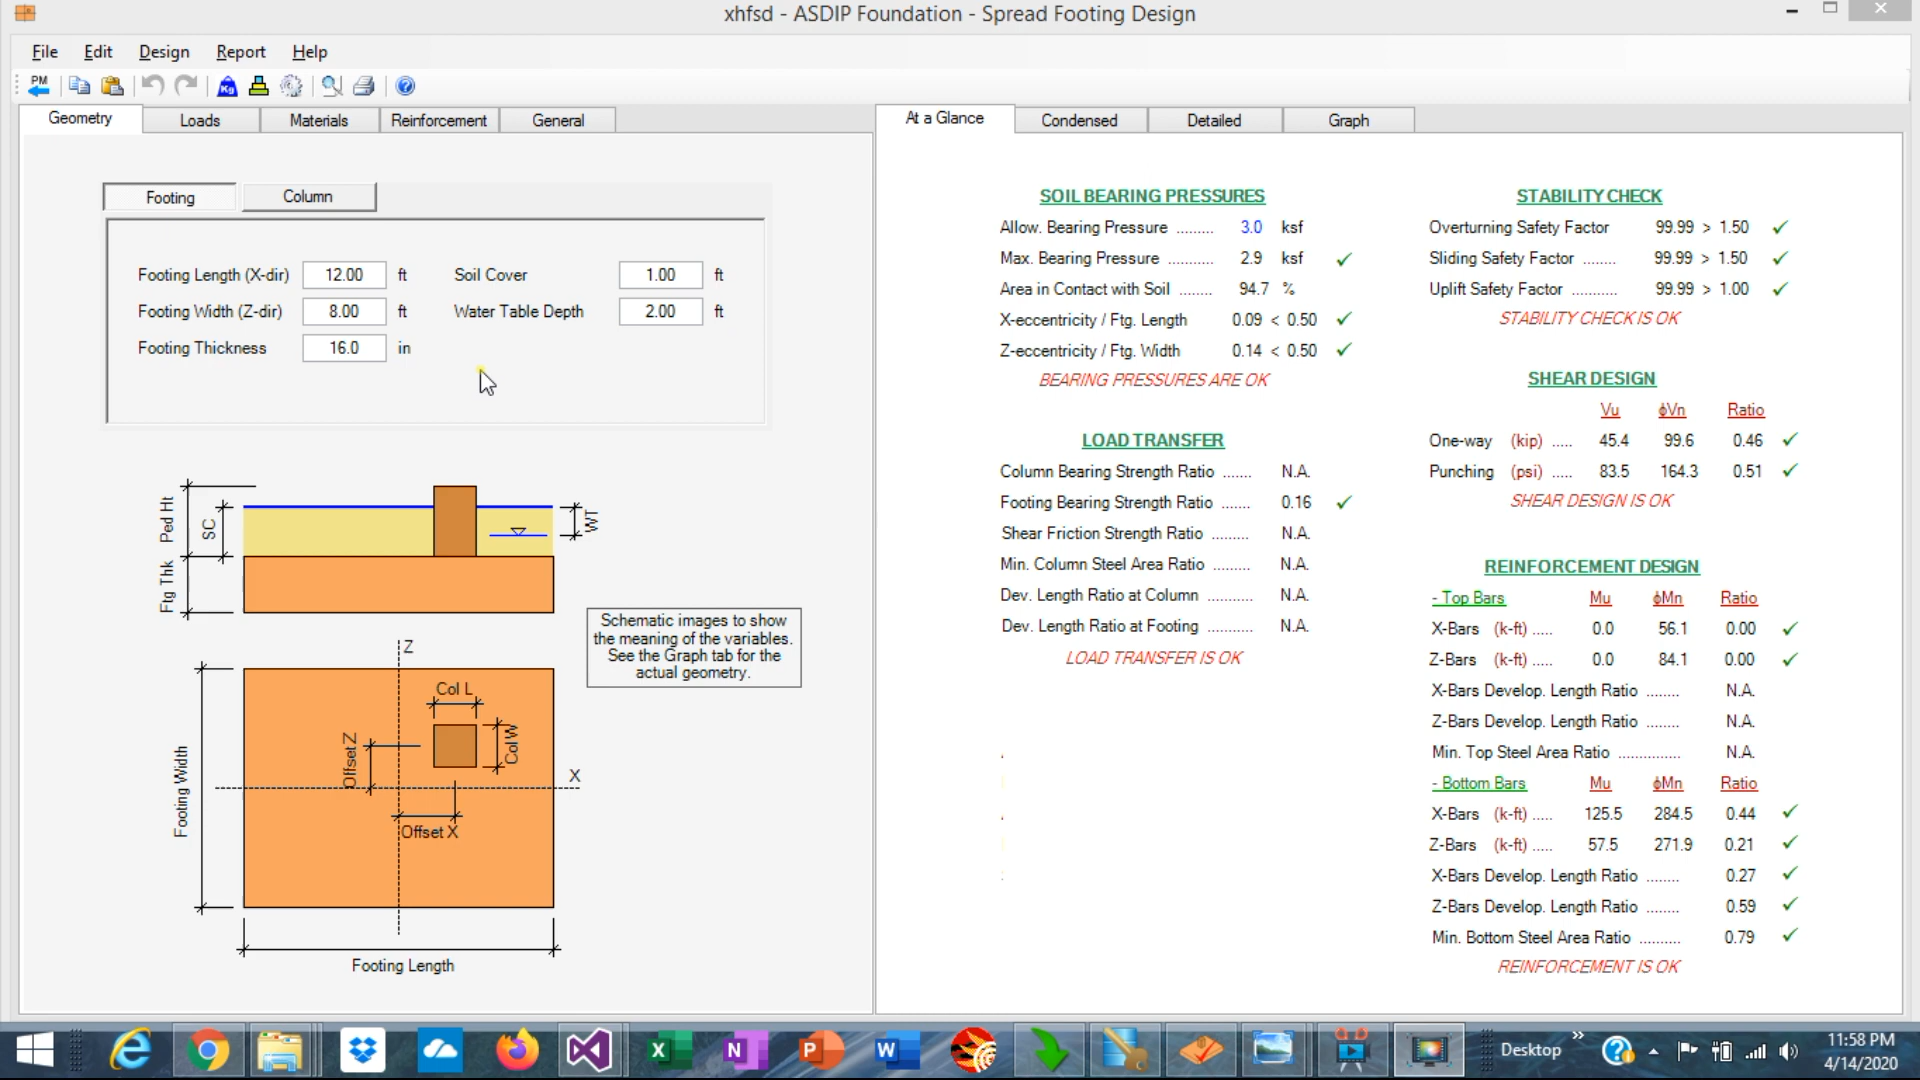 xhfsd - ASDIP Foundation - Spread Footing Design
File Edit Design Report Help
PM Kg
Geometry Loads Materials Reinforcement General
At a Glance Condensed Detailed Graph
Footing Column
Footing Length (X-dir) 12.00 ft Soil Cover 1.00 ft
Footing Width (Z-dir) 8.00 ft Water Table Depth 2.00 ft
Footing Thickness 16.0 in
Ped Ht
SC
WT
Ftg Thk
Schematic images to show
the meaning of the variables.
See the Graph tab for the
actual geometry.
Z
Col L
Col W
Offset Z
X
Offset X
Footing Width
Footing Length
SOIL BEARING PRESSURES
Allow. Bearing Pressure ......... 3.0 ksf
Max. Bearing Pressure ........... 2.9 ksf ✓
Area in Contact with Soil ........ 94.7 %
X-eccentricity / Ftg. Length 0.09 < 0.50 ✓
Z-eccentricity / Ftg. Width 0.14 < 0.50 ✓
BEARING PRESSURES ARE OK
LOAD TRANSFER
Column Bearing Strength Ratio ....... N.A.
Footing Bearing Strength Ratio ....... 0.16 ✓
Shear Friction Strength Ratio ......... N.A.
Min. Column Steel Area Ratio ......... N.A.
Dev. Length Ratio at Column ........... N.A.
Dev. Length Ratio at Footing ........... N.A.
LOAD TRANSFER IS OK
STABILITY CHECK
Overturning Safety Factor 99.99 > 1.50 ✓
Sliding Safety Factor ........ 99.99 > 1.50 ✓
Uplift Safety Factor ........... 99.99 > 1.00 ✓
STABILITY CHECK IS OK
SHEAR DESIGN
Vu ϕVn Ratio
One-way (kip) ..... 45.4 99.6 0.46 ✓
Punching (psi) ..... 83.5 164.3 0.51 ✓
SHEAR DESIGN IS OK
REINFORCEMENT DESIGN
- Top Bars Mu ϕMn Ratio
X-Bars (k-ft) ..... 0.0 56.1 0.00 ✓
Z-Bars (k-ft) ..... 0.0 84.1 0.00 ✓
X-Bars Develop. Length Ratio ........ N.A.
Z-Bars Develop. Length Ratio ........ N.A.
Min. Top Steel Area Ratio ............... N.A.
- Bottom Bars Mu ϕMn Ratio
X-Bars (k-ft) ..... 125.5 284.5 0.44 ✓
Z-Bars (k-ft) ..... 57.5 271.9 0.21 ✓
X-Bars Develop. Length Ratio ........ 0.27 ✓
Z-Bars Develop. Length Ratio ........ 0.59 ✓
Min. Bottom Steel Area Ratio .......... 0.79 ✓
REINFORCEMENT IS OK
Desktop
11:58 PM
4/14/2020